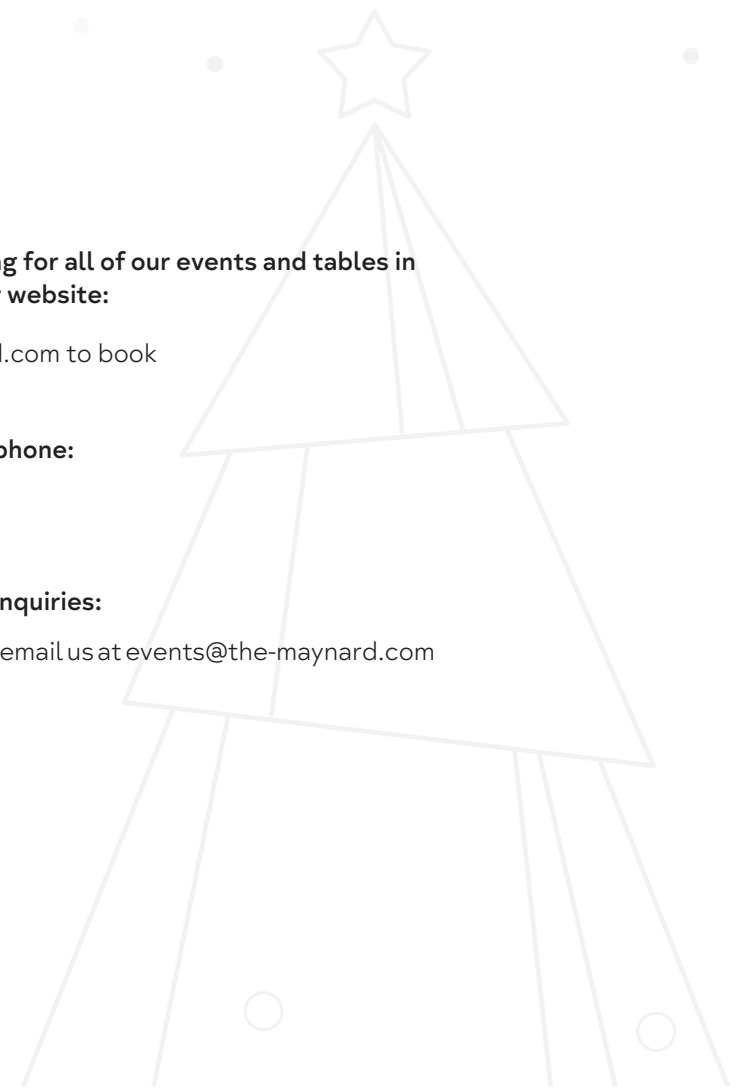 g for all of our events and tables in
website:
.com to book
phone:
nquiries:
email us at events@the-maynard.com